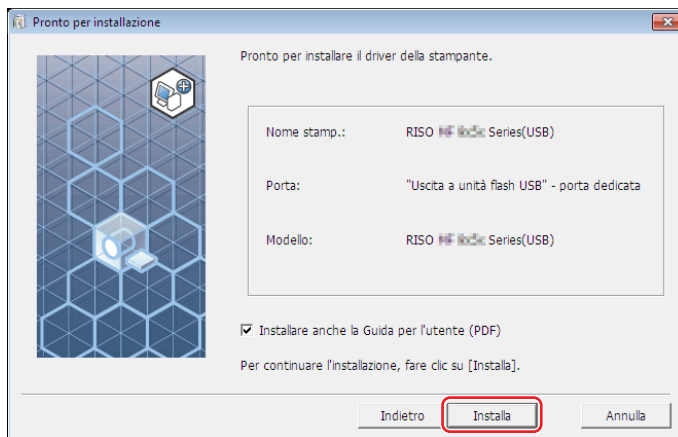 Pronto per installazione
Pronto per installare il driver della stampante.
Nome stamp.: RISO Series(USB)
Porta: "Uscita a unità flash USB" - porta dedicata
Modello: RISO Series(USB)
Installare anche la Guida per l'utente (PDF)
Per continuare l'installazione, fare clic su [Installa].
Indietro Installa Annulla